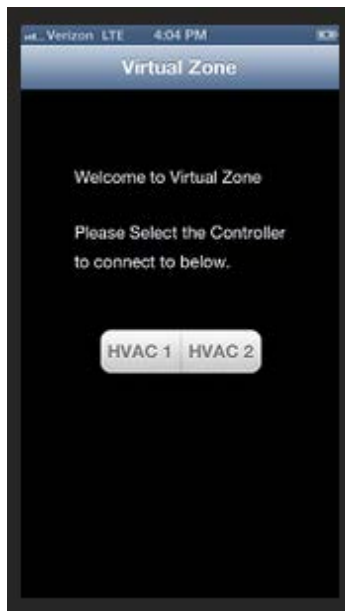 Verizon LTE 4:04 PM
Virtual Zone
Welcome to Virtual Zone
Please Select the Controller
to connect to below.
HVAC 1 HVAC 2